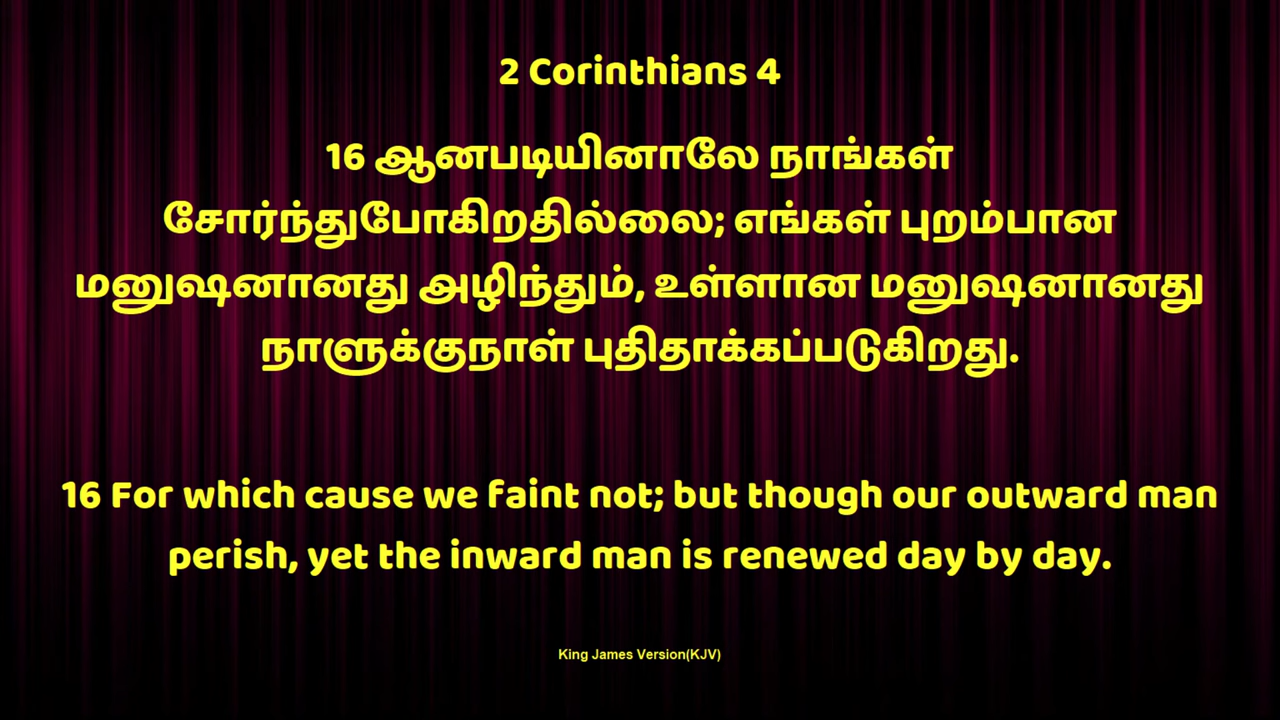 2 Corinthians 4
16 ஆனபடியினாலே நாங்கள்
சோர்ந்துபோகிறதில்லை; எங்கள் புறம்பான
மனுஷனானது அழிந்தும், உள்ளான மனுஷனானது
நாளுக்குநாள் புதிதாக்கப்படுகிறது.
16 For which cause we faint not; but though our outward man
perish, yet the inward man is renewed day by day.
King James Version(KJV)